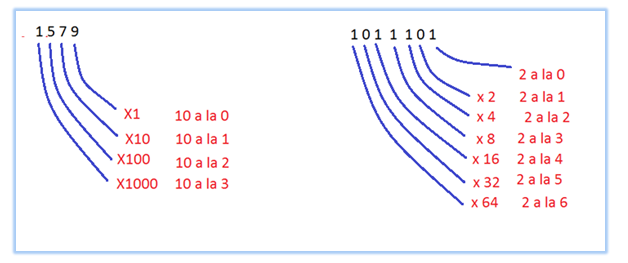 1 5 7 9
X1 10 a la 0
X10 10 a la 1
X100 10 a la 2
X1000 10 a la 3
1 0 1 1 1 0 1
2 a la 0
x 2 2 a la 1
x 4 2 a la 2
x 8 2 a la 3
x 16 2 a la 4
x 32 2 a la 5
x 64 2 a la 6